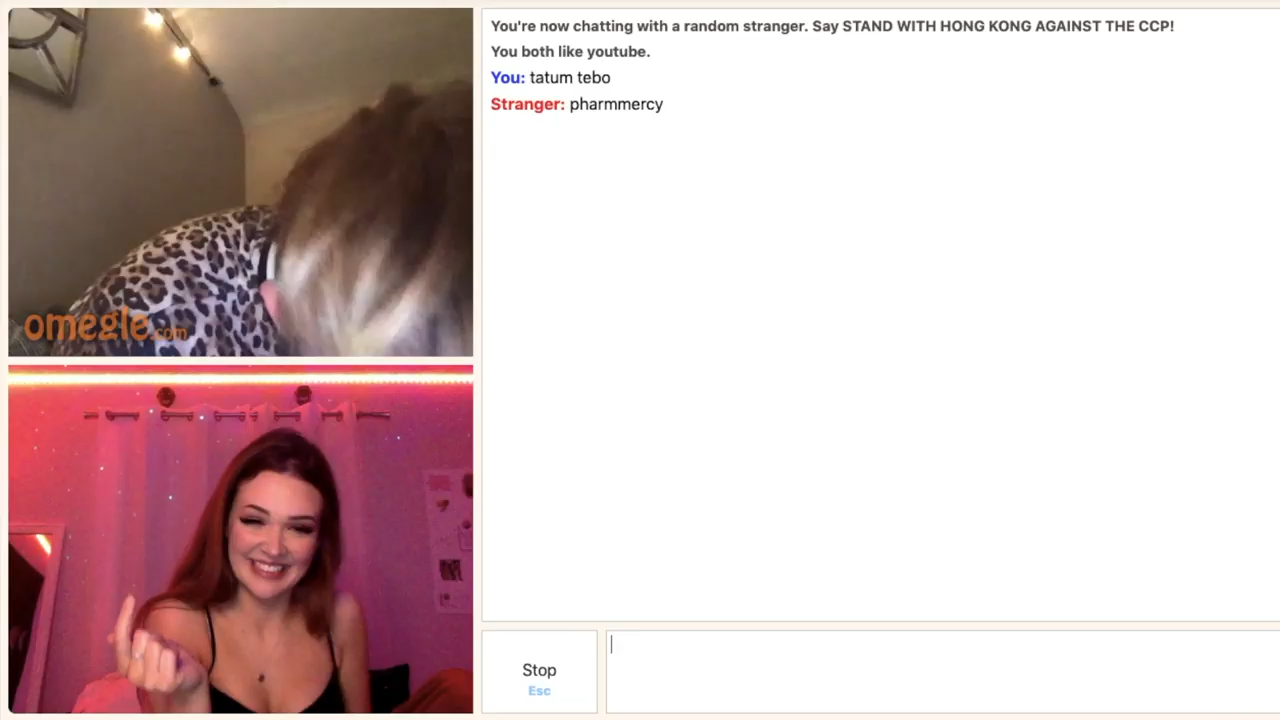 You're now chatting with a random stranger. Say STAND WITH HONG KONG AGAINST THE CCP!
You both like youtube.
You: tatum tebo
Stranger: pharmmercy
omegle.com
Stop
Esc